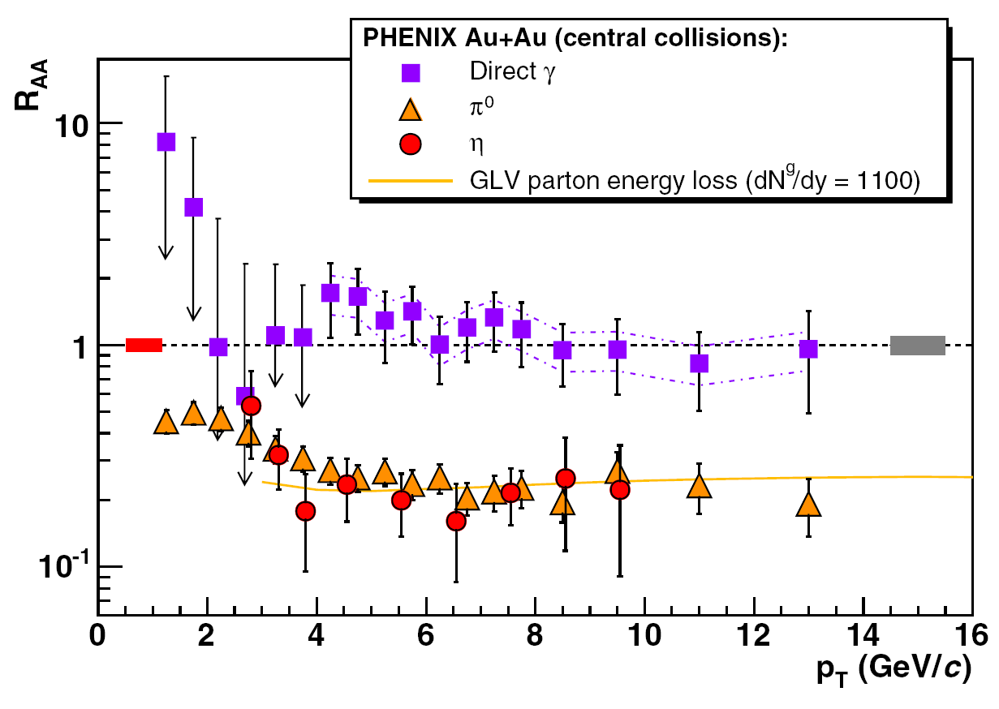 PHENIX Au+Au (central collisions):
Direct γ
π⁰
η
GLV parton energy loss (dNᵍ/dy = 1100)
R_AA
10
1
10⁻¹
0 2 4 6 8 10 12 14 16
p_T (GeV/c)